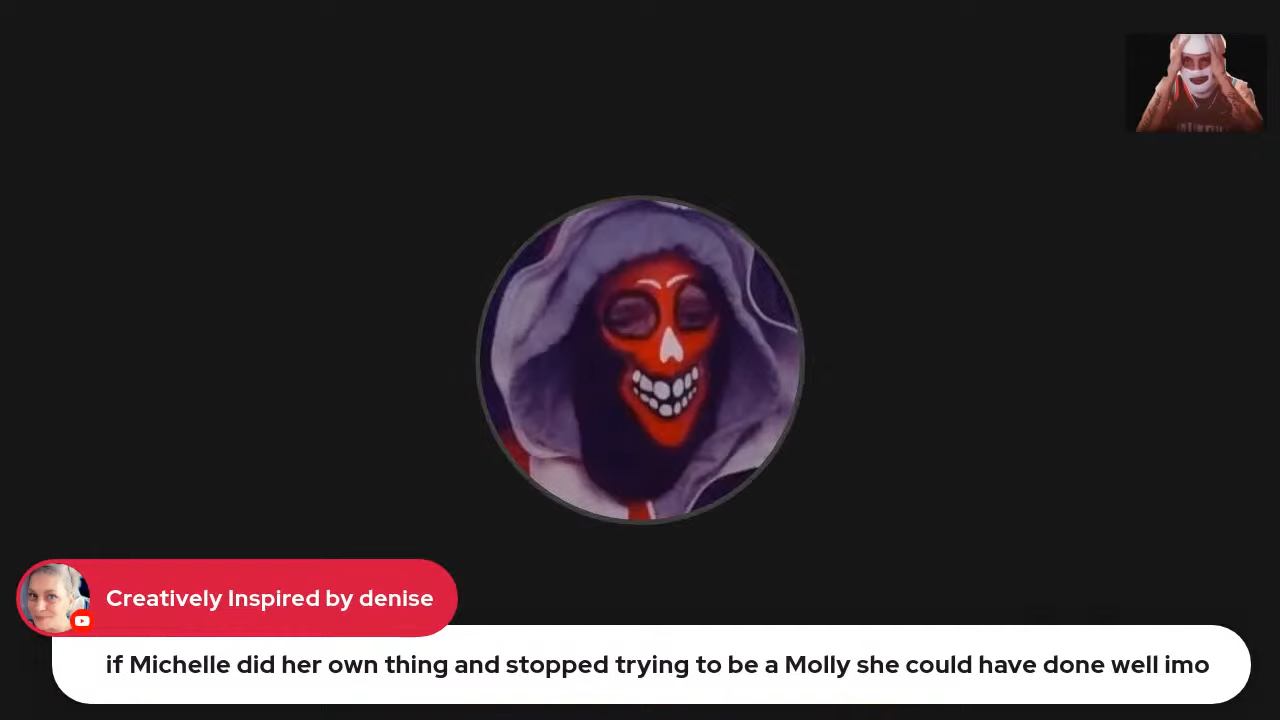 Creatively Inspired by denise
if Michelle did her own thing and stopped trying to be a Molly she could have done well imo